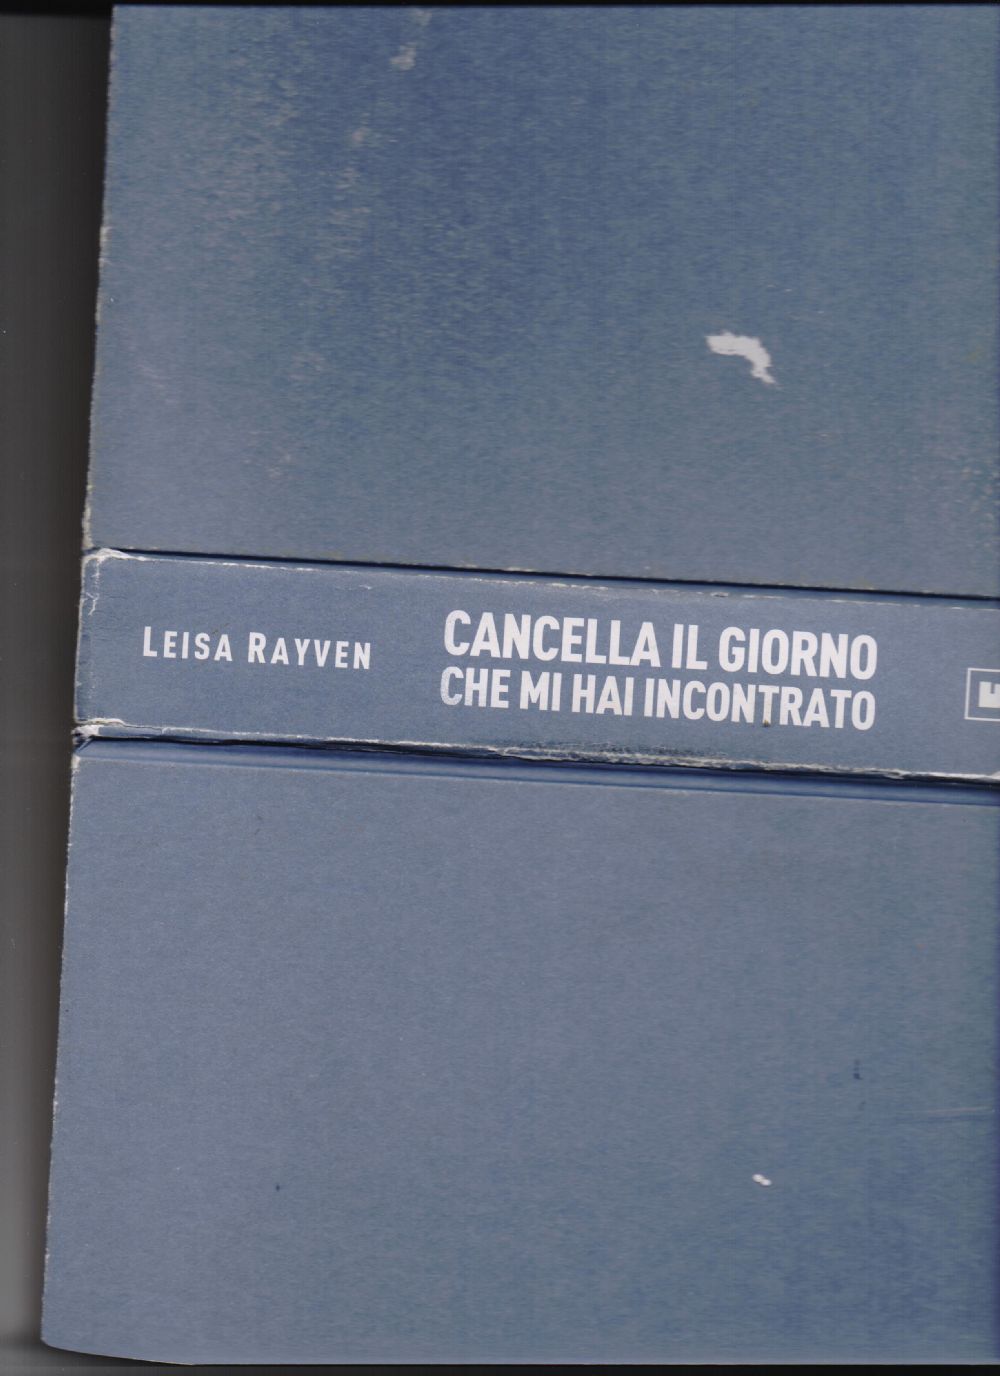 LEISA RAYVEN
CANCELLA IL GIORNO
CHE MI HAI INCONTRATO